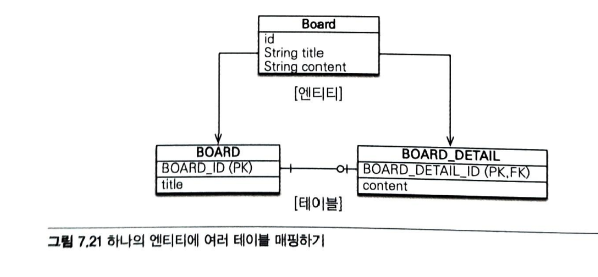 Board
id
String title
String content
[엔티티]
BOARD
BOARD_ID (PK)
title
BOARD_DETAIL
BOARD_DETAIL_ID (PK,FK)
content
[테이블]
그림 7.21 하나의 엔티티에 여러 테이블 매핑하기